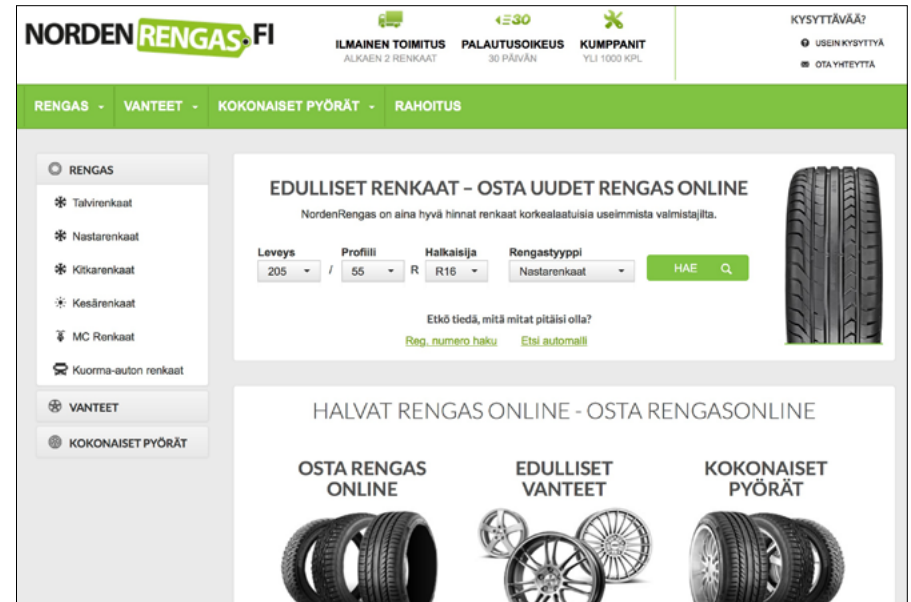 NORDENRENGAS.FI
ILMAINEN TOIMITUS
ALKAEN 2 RENKAAT
30
PALAUTUSOIKEUS
30 PÄIVÄN
KUMPPANIT
YLI 1000 KPL
KYSYTTÄVÄÄ?
USEIN KYSYTTYÄ
OTA YHTEYTTÄ
RENGAS
VANTEET
KOKONAISET PYÖRÄT
RAHOITUS
RENGAS
Talvirenkaat
Nastarenkaat
Kitkarenkaat
Kesärenkaat
MC Renkaat
Kuorma-auton renkaat
VANTEET
KOKONAISET PYÖRÄT
EDULLISET RENKAAT – OSTA UUDET RENGAS ONLINE
NordenRengas on aina hyvä hinnat renkaat korkealaatuisia useimmista valmistajilta.
Leveys Profiili Halkaisija Rengastyyppi
205 / 55 R R16 Nastarenkaat HAE
Etkö tiedä, mitä mitat pitäisi olla?
Reg. numero haku Etsi automalli
HALVAT RENGAS ONLINE - OSTA RENGASONLINE
OSTA RENGAS
ONLINE
EDULLISET
VANTEET
KOKONAISET
PYÖRÄT